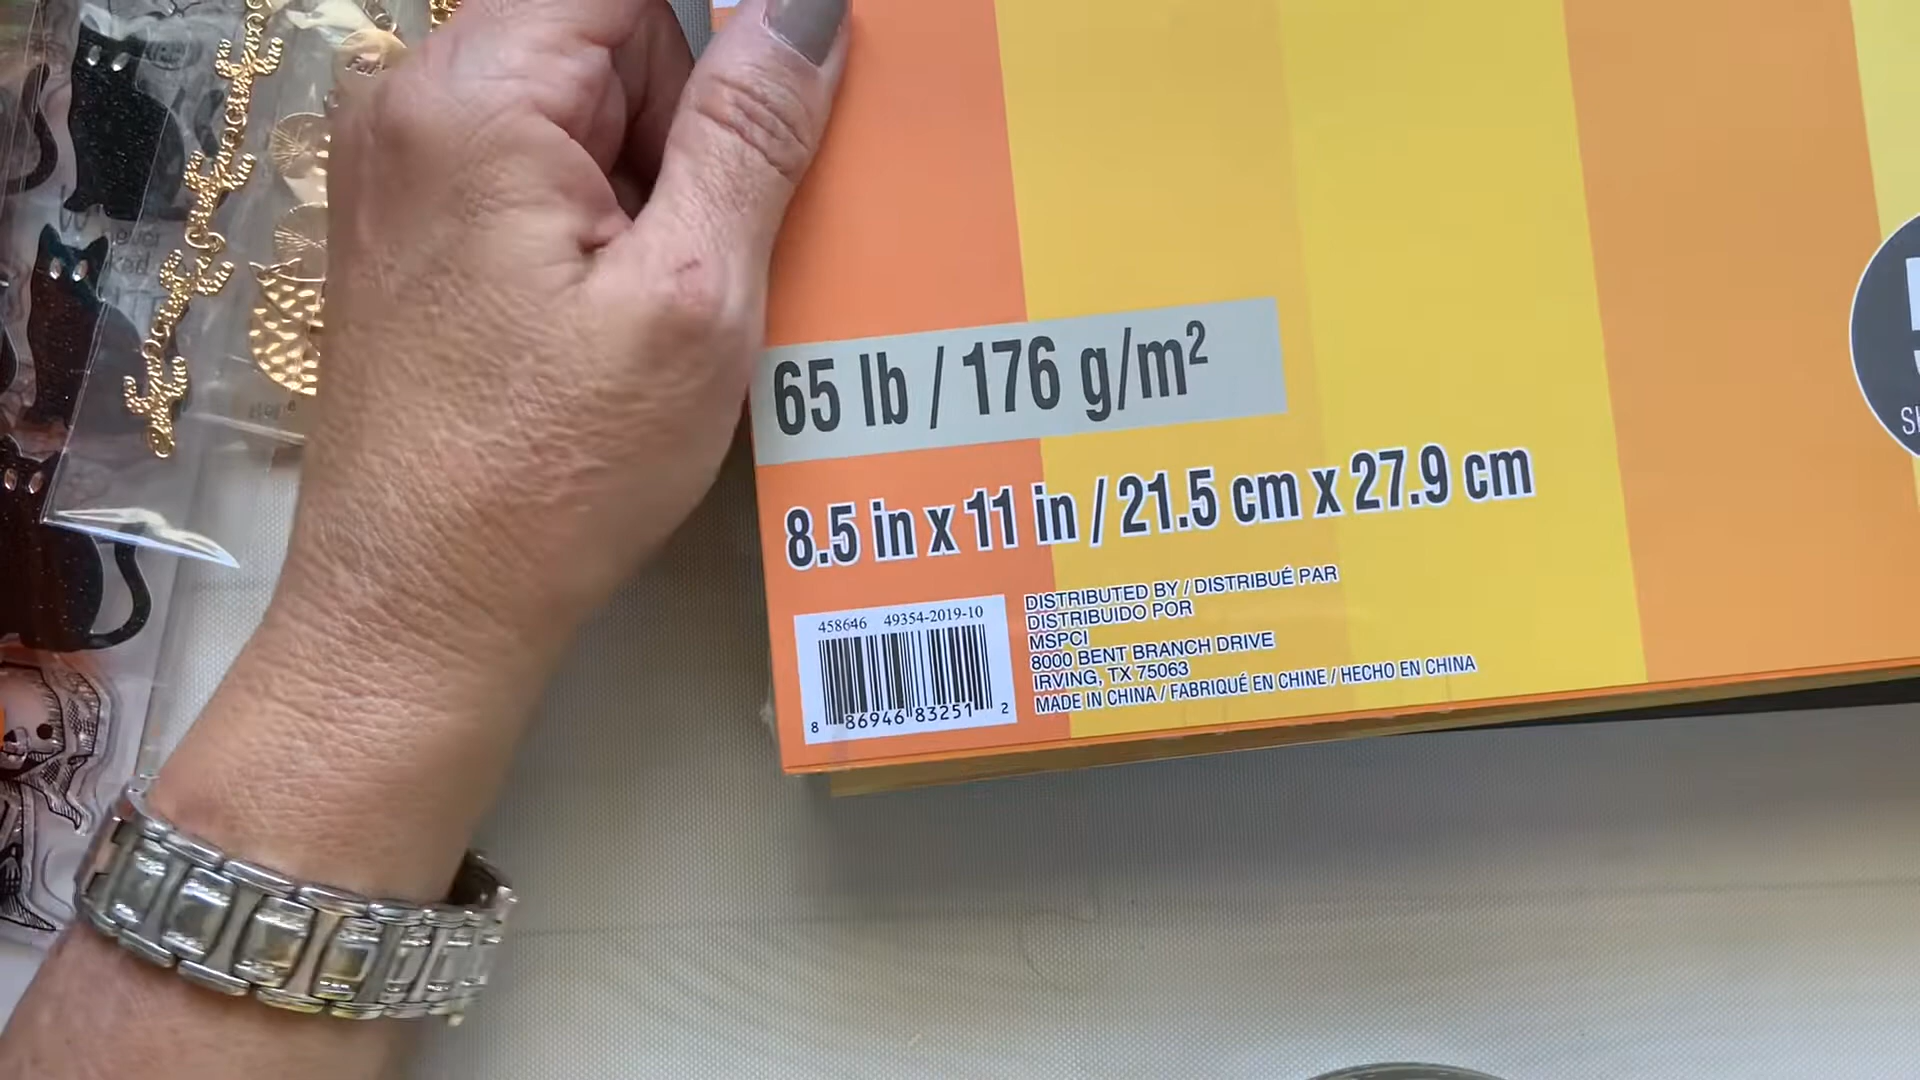 65 lb / 176 g/m²
8.5 in x 11 in / 21.5 cm x 27.9 cm
458646 49354-2019-10
8 86946 83251 2
DISTRIBUTED BY / DISTRIBUÉ PAR
DISTRIBUIDO POR
MSPCI
8000 BENT BRANCH DRIVE
IRVING, TX 75063
MADE IN CHINA / FABRIQUÉ EN CHINE / HECHO EN CHINA